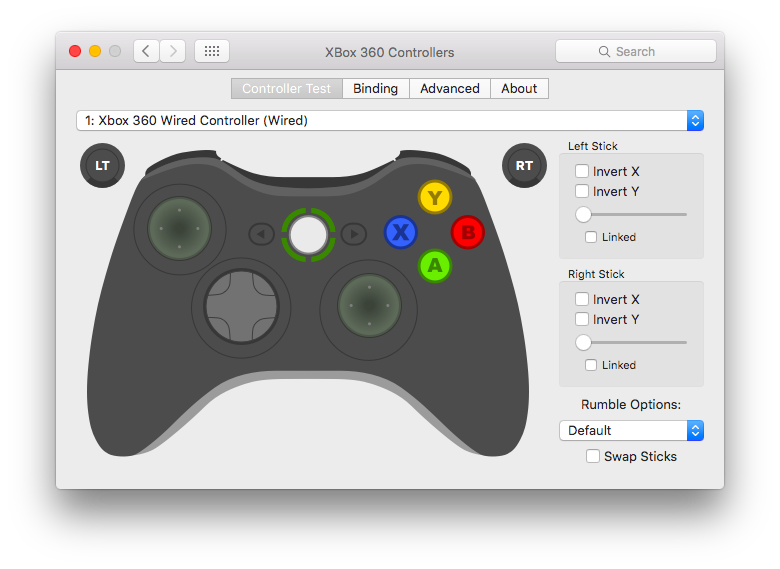 XBox 360 Controllers
Search
Controller Test
Binding
Advanced
About
1: Xbox 360 Wired Controller (Wired)
LT
RT
Y
X
B
A
Left Stick
Invert X
Invert Y
Linked
Right Stick
Invert X
Invert Y
Linked
Rumble Options:
Default
Swap Sticks